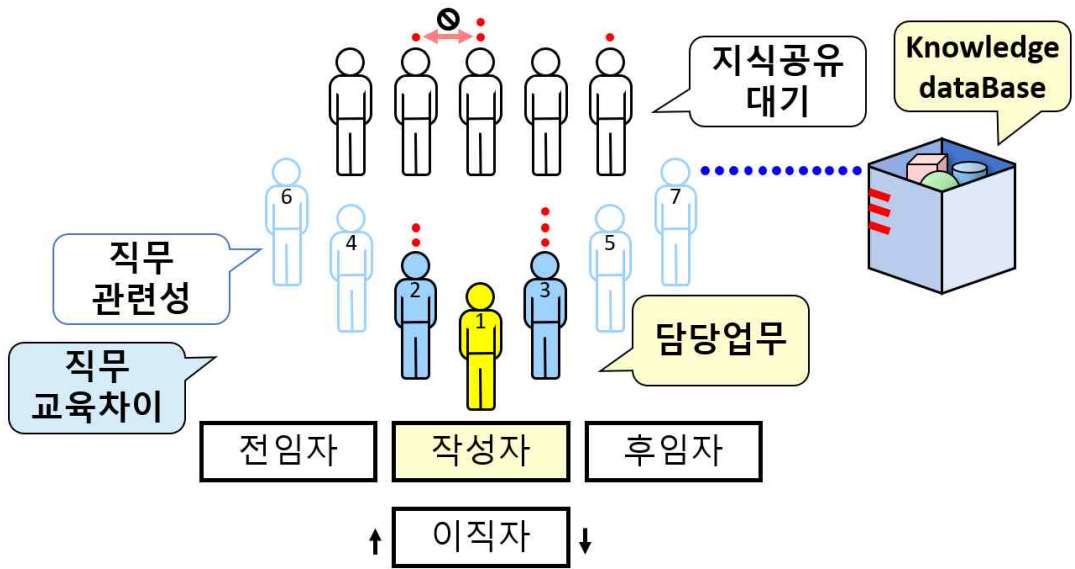 지식공유
대기
Knowledge
dataBase
6
7
4
5
직무
관련성
2
3
1
담당업무
직무
교육차이
전임자
작성자
후임자
이직자